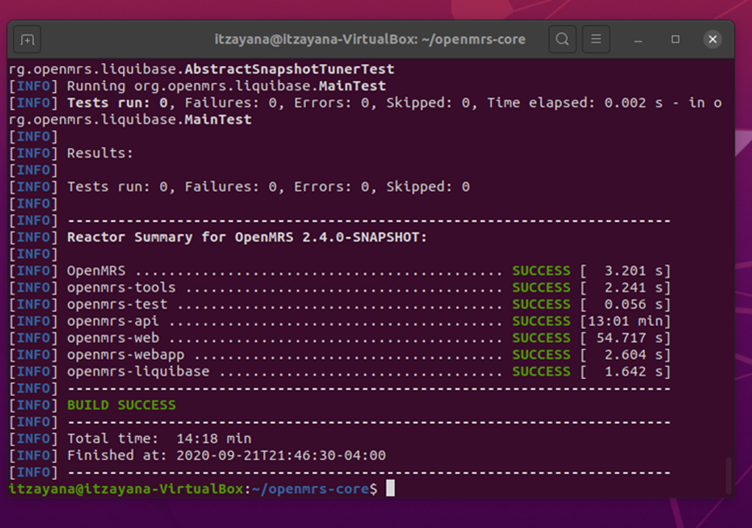 itzayana@itzayana-VirtualBox: ~/openmrs-core
rg.openmrs.liquibase.AbstractSnapshotTunerTest
[INFO] Running org.openmrs.liquibase.MainTest
[INFO] Tests run: 0, Failures: 0, Errors: 0, Skipped: 0, Time elapsed: 0.002 s - in o
rg.openmrs.liquibase.MainTest
[INFO]
[INFO] Results:
[INFO]
[INFO] Tests run: 0, Failures: 0, Errors: 0, Skipped: 0
[INFO]
[INFO] ------------------------------------------------------------------------
[INFO] Reactor Summary for OpenMRS 2.4.0-SNAPSHOT:
[INFO]
[INFO] OpenMRS ............................................ SUCCESS [  3.201 s]
[INFO] openmrs-tools ...................................... SUCCESS [  2.241 s]
[INFO] openmrs-test ....................................... SUCCESS [  0.056 s]
[INFO] openmrs-api ........................................ SUCCESS [13:01 min]
[INFO] openmrs-web ........................................ SUCCESS [ 54.717 s]
[INFO] openmrs-webapp ..................................... SUCCESS [  2.604 s]
[INFO] openmrs-liquibase .................................. SUCCESS [  1.642 s]
[INFO] ------------------------------------------------------------------------
[INFO] BUILD SUCCESS
[INFO] ------------------------------------------------------------------------
[INFO] Total time:  14:18 min
[INFO] Finished at: 2020-09-21T21:46:30-04:00
[INFO] ------------------------------------------------------------------------
itzayana@itzayana-VirtualBox:~/openmrs-core$